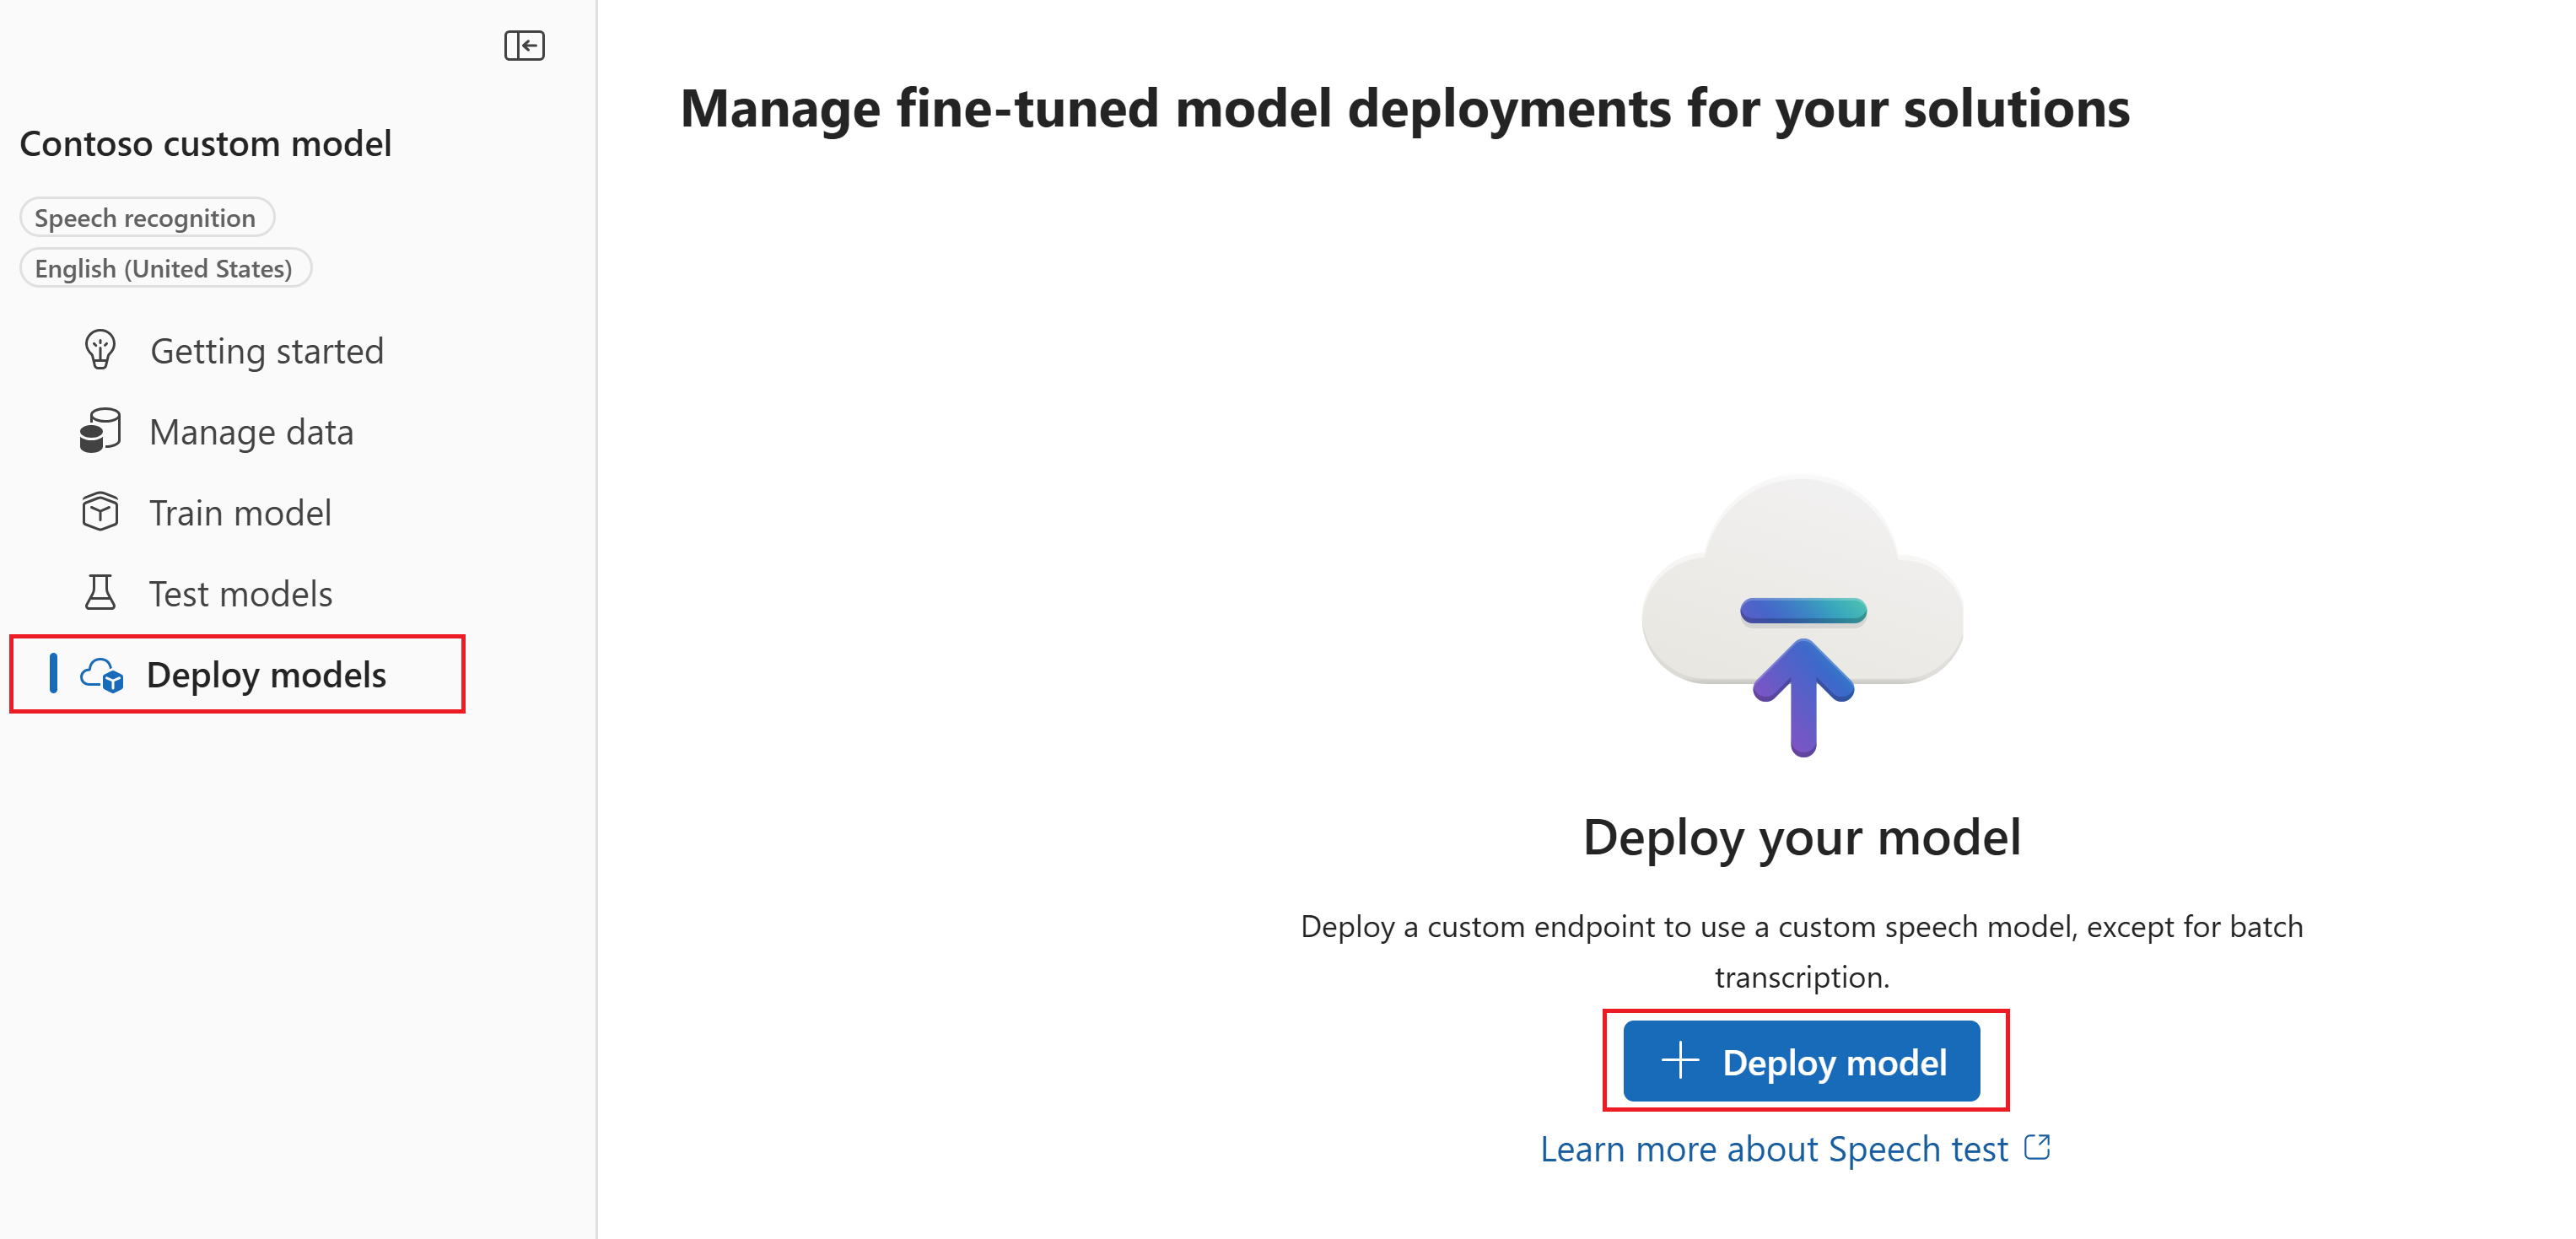 Contoso custom model
Speech recognition
English (United States)
Getting started
Manage data
Train model
Test models
Deploy models
Manage fine-tuned model deployments for your solutions
Deploy your model
Deploy a custom endpoint to use a custom speech model, except for batch
transcription.
Deploy model
Learn more about Speech test